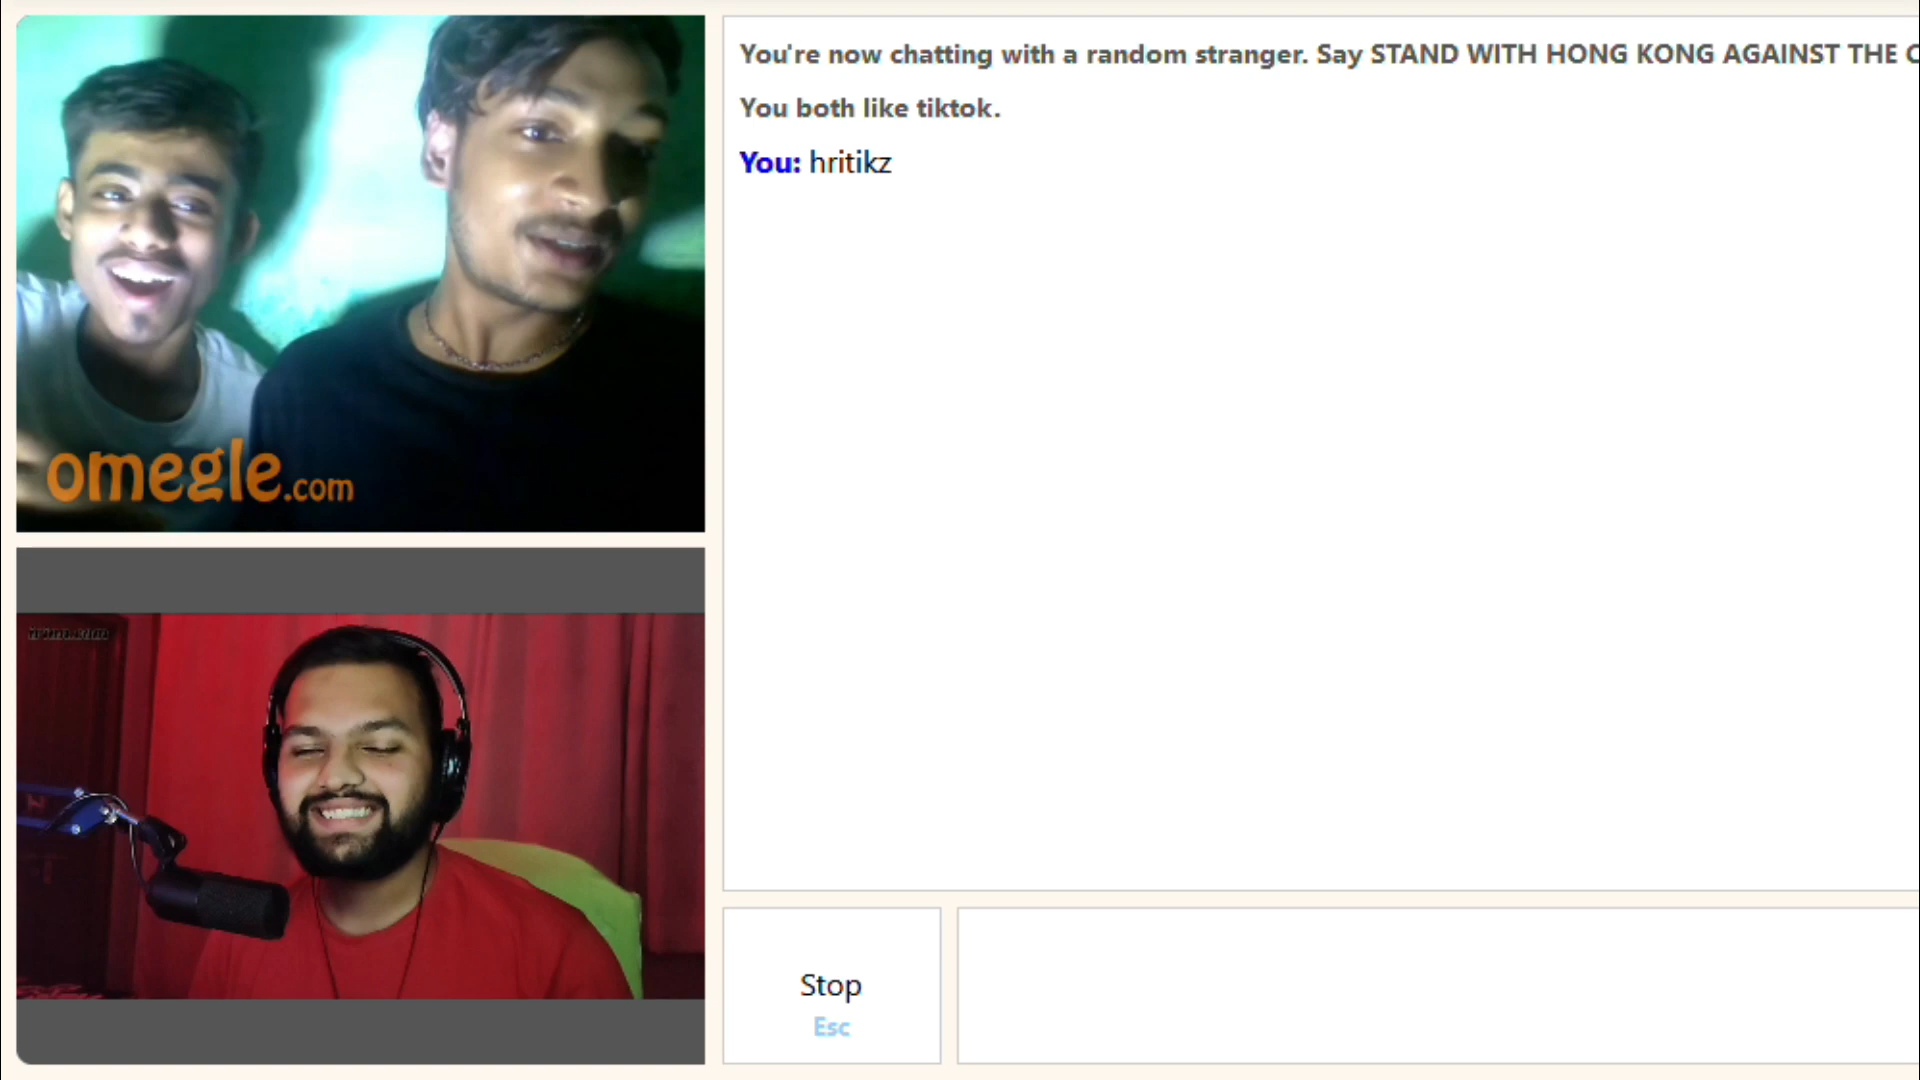 You're now chatting with a random stranger. Say STAND WITH HONG KONG AGAINST THE
You both like tiktok.
You: hritikz
omegle.com
Stop
Esc